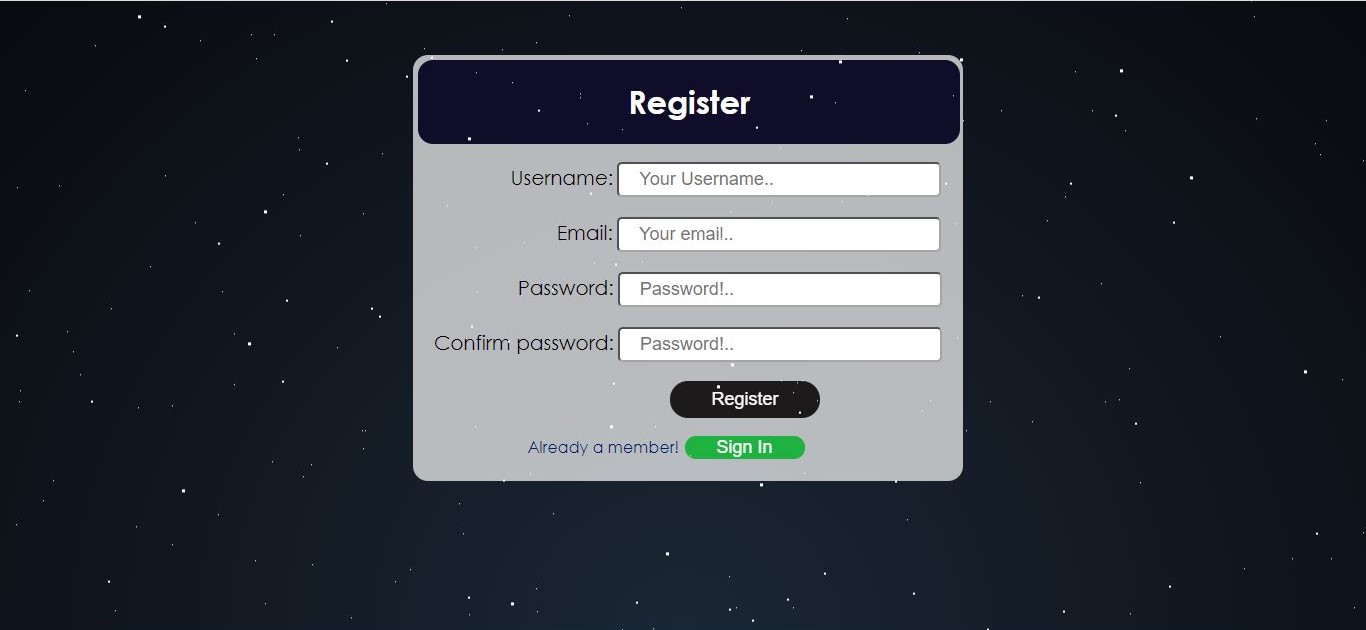 Register
Username: Your Username..
Email: Your email..
Password: Password!..
Confirm password: Password!..
Register
Already a member! Sign In